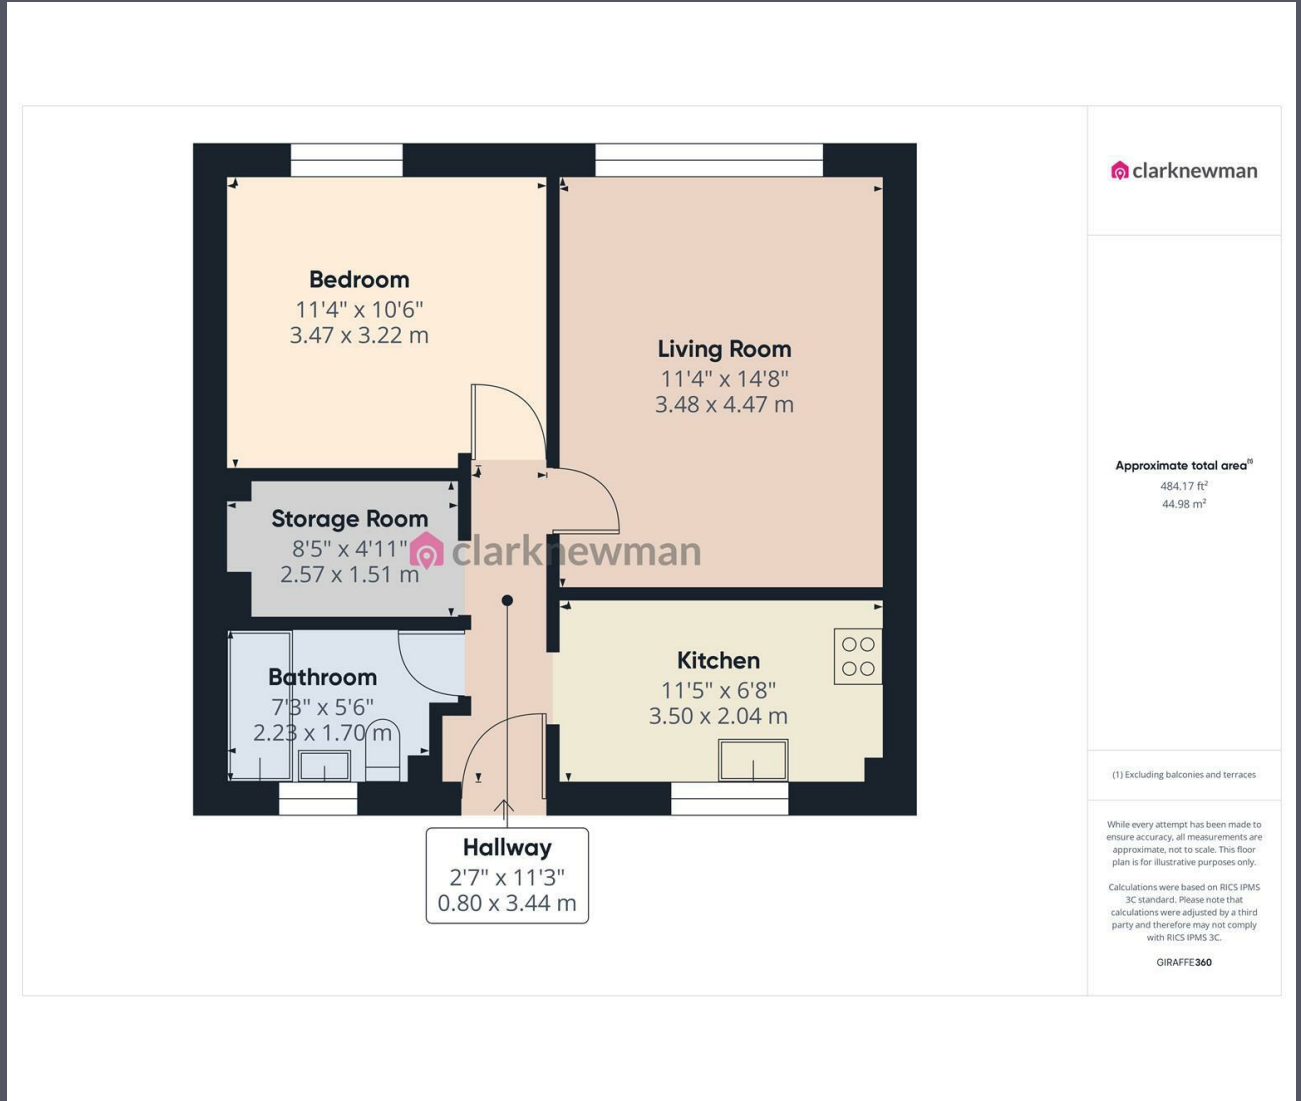 Bedroom
11'4" x 10'6"
3.47 x 3.22 m
Living Room
11'4" x 14'8"
3.48 x 4.47 m
Storage Room
8'5" x 4'11"
2.57 x 1.51 m
clarknewman
Bathroom
7'3" x 5'6"
2.23 x 1.70 m
Kitchen
11'5" x 6'8"
3.50 x 2.04 m
Hallway
2'7" x 11'3"
0.80 x 3.44 m
clarknewman
Approximate total area(1)
484.17 ft²
44.98 m²
(1) Excluding balconies and terraces
While every attempt has been made to
ensure accuracy, all measurements are
approximate, not to scale. This floor
plan is for illustrative purposes only.
Calculations were based on RICS IPMS
3C standard. Please note that
calculations were adjusted by a third
party and therefore may not comply
with RICS IPMS 3C.
GIRAFFE360